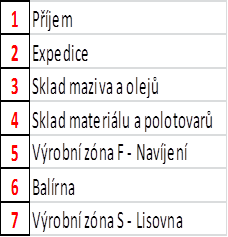 1 Příjem
2 Expedice
3 Sklad maziva a olejů
4 Sklad materiálu a polotovarů
5 Výrobní zóna F - Navíjení
6 Balírna
7 Výrobní zóna S - Lisovna